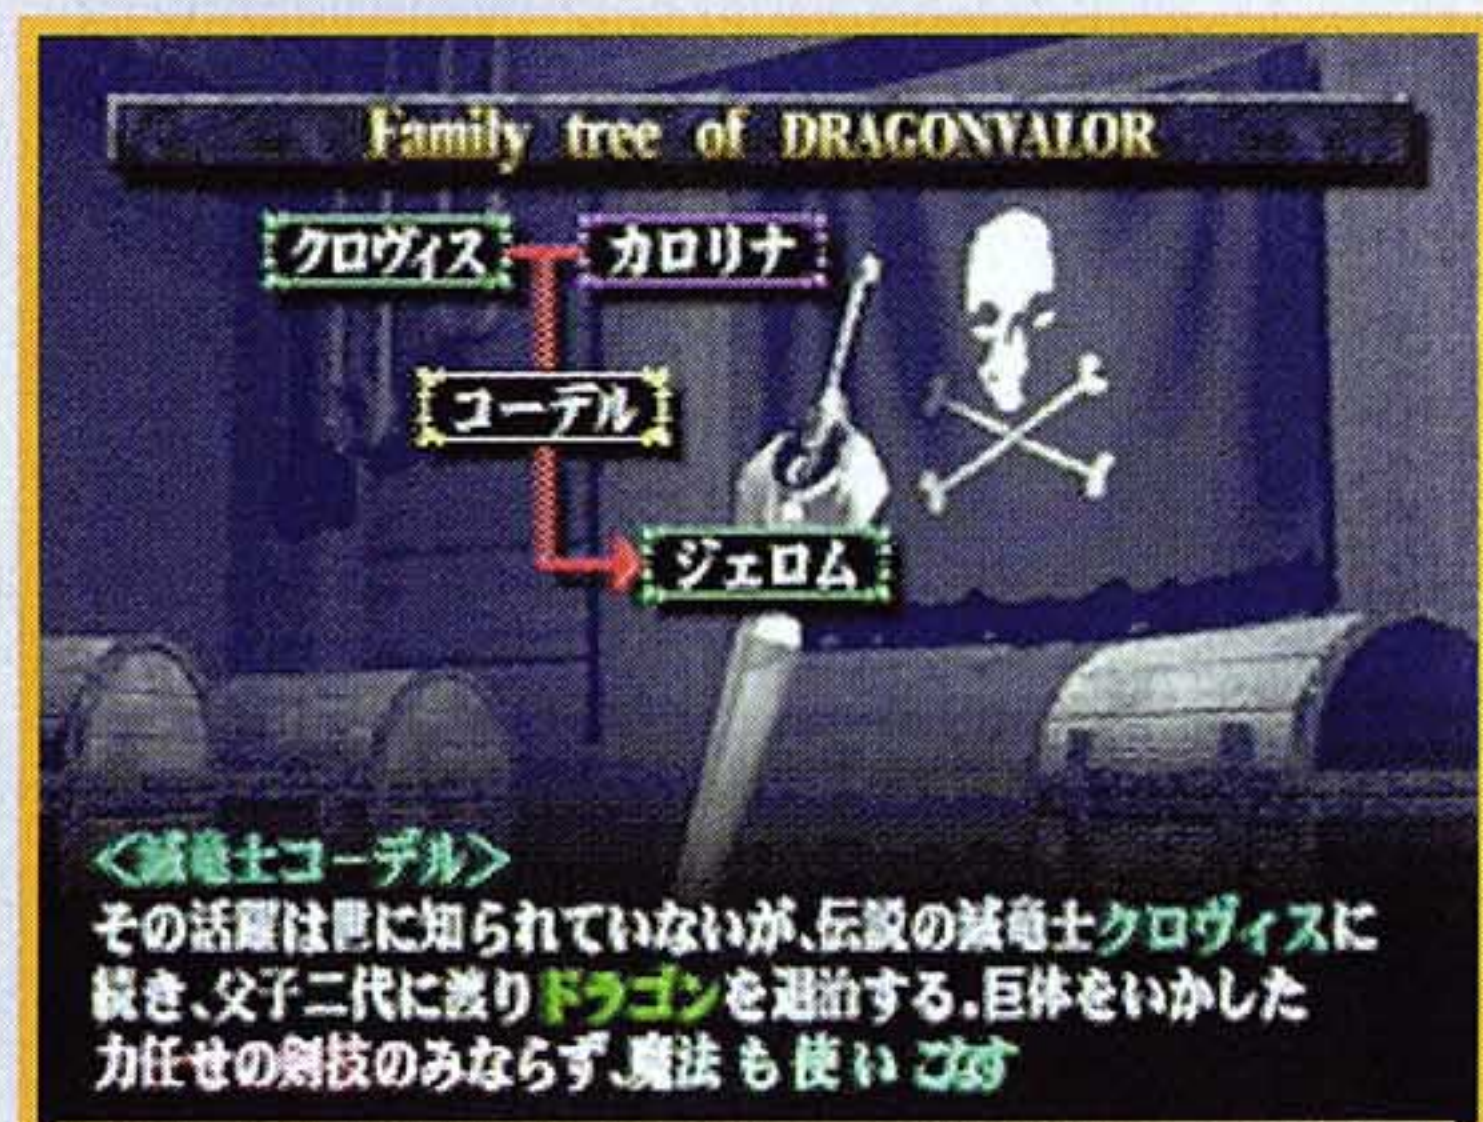 Family tree of DRAGONVALOR
クロヴィス
カロリナ
コーデル
ジェロム
<滅竜士コーデル>
その活躍は世に知られていないが、伝説の滅竜士クロヴィスに
続き、父子二代に渡りドラゴンを退治する。巨体をいかした
力任せの剣技のみならず、魔法も使いこなす